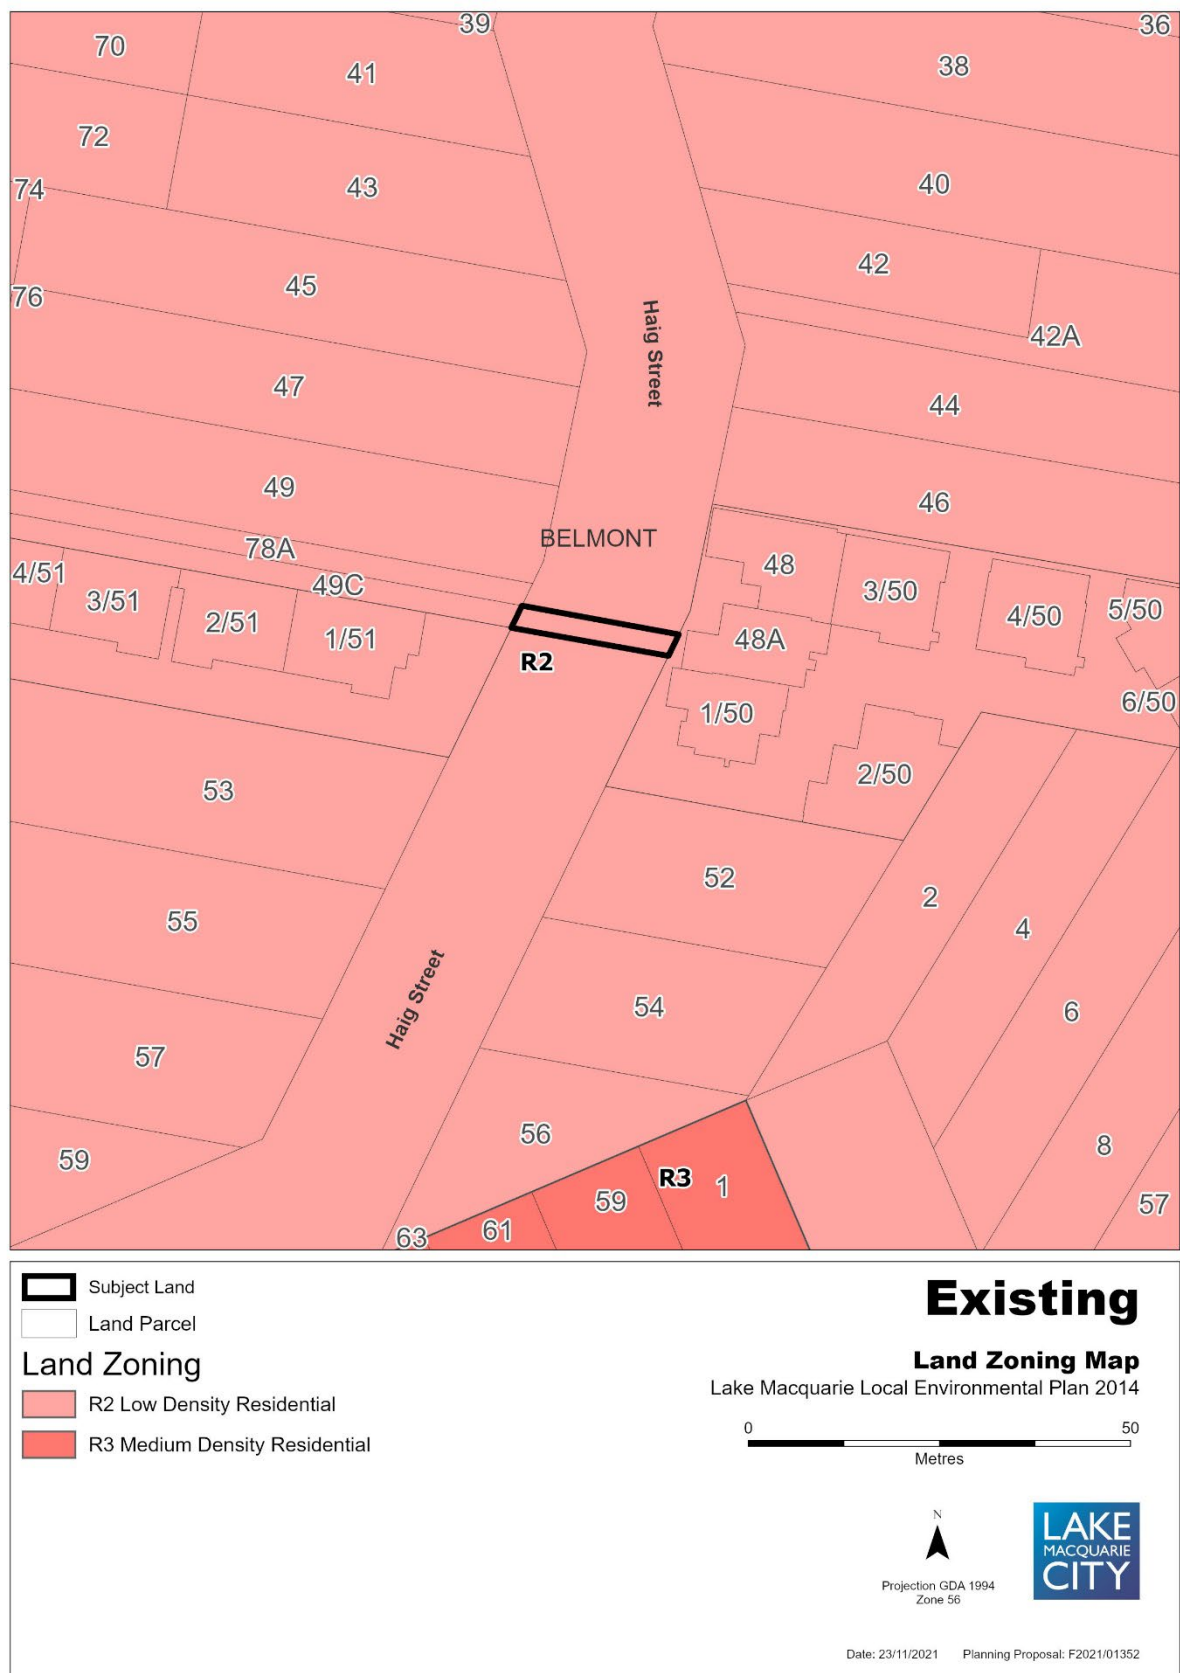 39
36
70
41
38
72
43
40
74
42
45
76
Haig Street
42A
47
44
49
46
BELMONT
78A
48
4/51
49C
3/50
3/51
5/50
4/50
2/51
1/51
48A
R2
6/50
1/50
2/50
53
52
2
55
4
54
6
Haig Street
57
56
8
59
R3
1
59
57
61
63
Subject Land
Land Parcel
Land Zoning
R2 Low Density Residential
R3 Medium Density Residential
Existing
Land Zoning Map
Lake Macquarie Local Environmental Plan 2014
0 50
Metres
N
Projection GDA 1994
Zone 56
LAKE
MACQUARIE
CITY
Date: 23/11/2021 Planning Proposal: F2021/01352